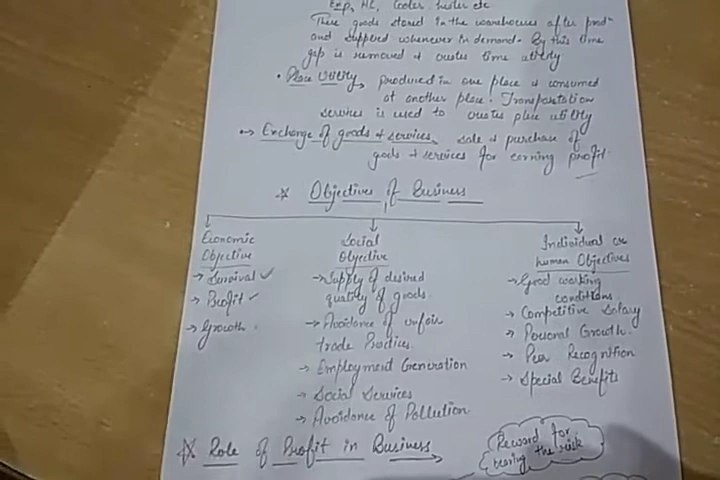 Exp, AC, Cooler, heater etc
These goods stored in the warehouses after prodn
and supplied whenever in demand. By this time
gap is removed & creates time utility
• Place Utility → produced in one place & consumed
at another place. Transportation
services is used to creates place utility
→ Exchange of goods & services, sale & purchase of
goods & services for earning profit.
☆ Objectives of Business
Economic
Objective
→ Survival ✓
→ Profit ✓
→ Growth
Social
Objective
→ Supply of desired
quality of goods
→ Avoidance of unfair
trade Practices.
→ Employment Generation
→ Social Services
→ Avoidance of Pollution
Individual or
human Objectives
→ Good working
conditions.
→ Competitive Salary
→ Personal Growth.
→ Peer Recognition
→ Special Benefits
☆ Role of Profit in Business
Reward for
bearing the risk